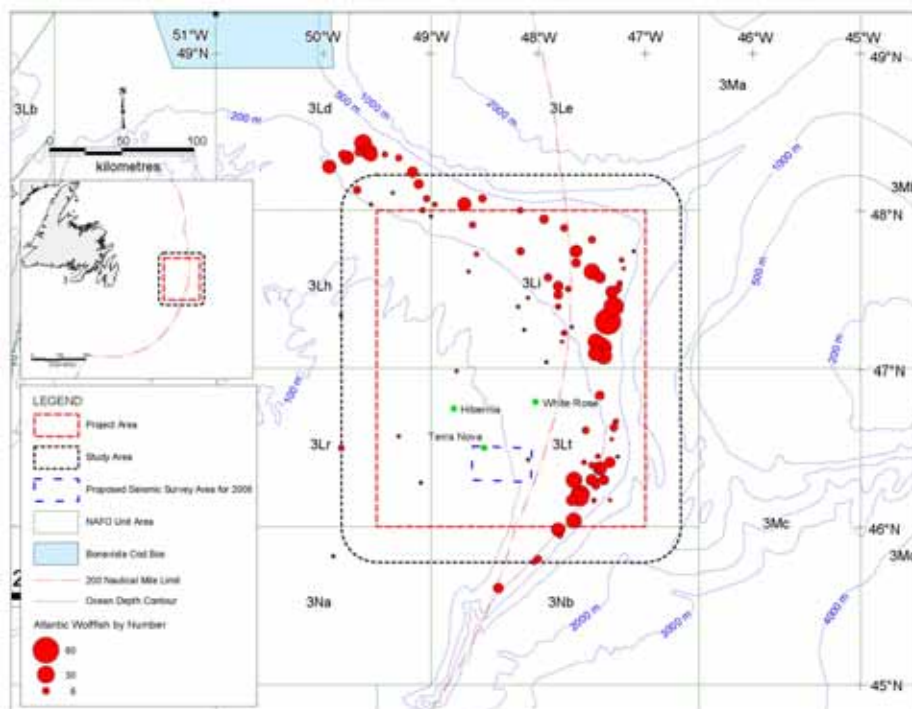 51°W
49°N
50°W
49°W
48°W
47°W
46°W
45°W
49°N
3Lb
3Ld
3Le
3Ma
200 m
500 m
1000 m
2000 m
1000 m
0 50 100
kilometres
48°N
3Lh
3Li
500 m
200 m
100 m
47°N
Hibernia
White Rose
Terra Nova
3Lr
3Lt
46°N
3Mc
3Na
3Nb
2000 m
3000 m
4000 m
45°N
LEGEND
Project Area
Study Area
Proposed Seismic Survey Area for
NAFO Unit Area
Bonavista Cod Box
200 Nautical Mile Limit
Ocean Depth Contour
Atlantic Wolffish by Number
60
30